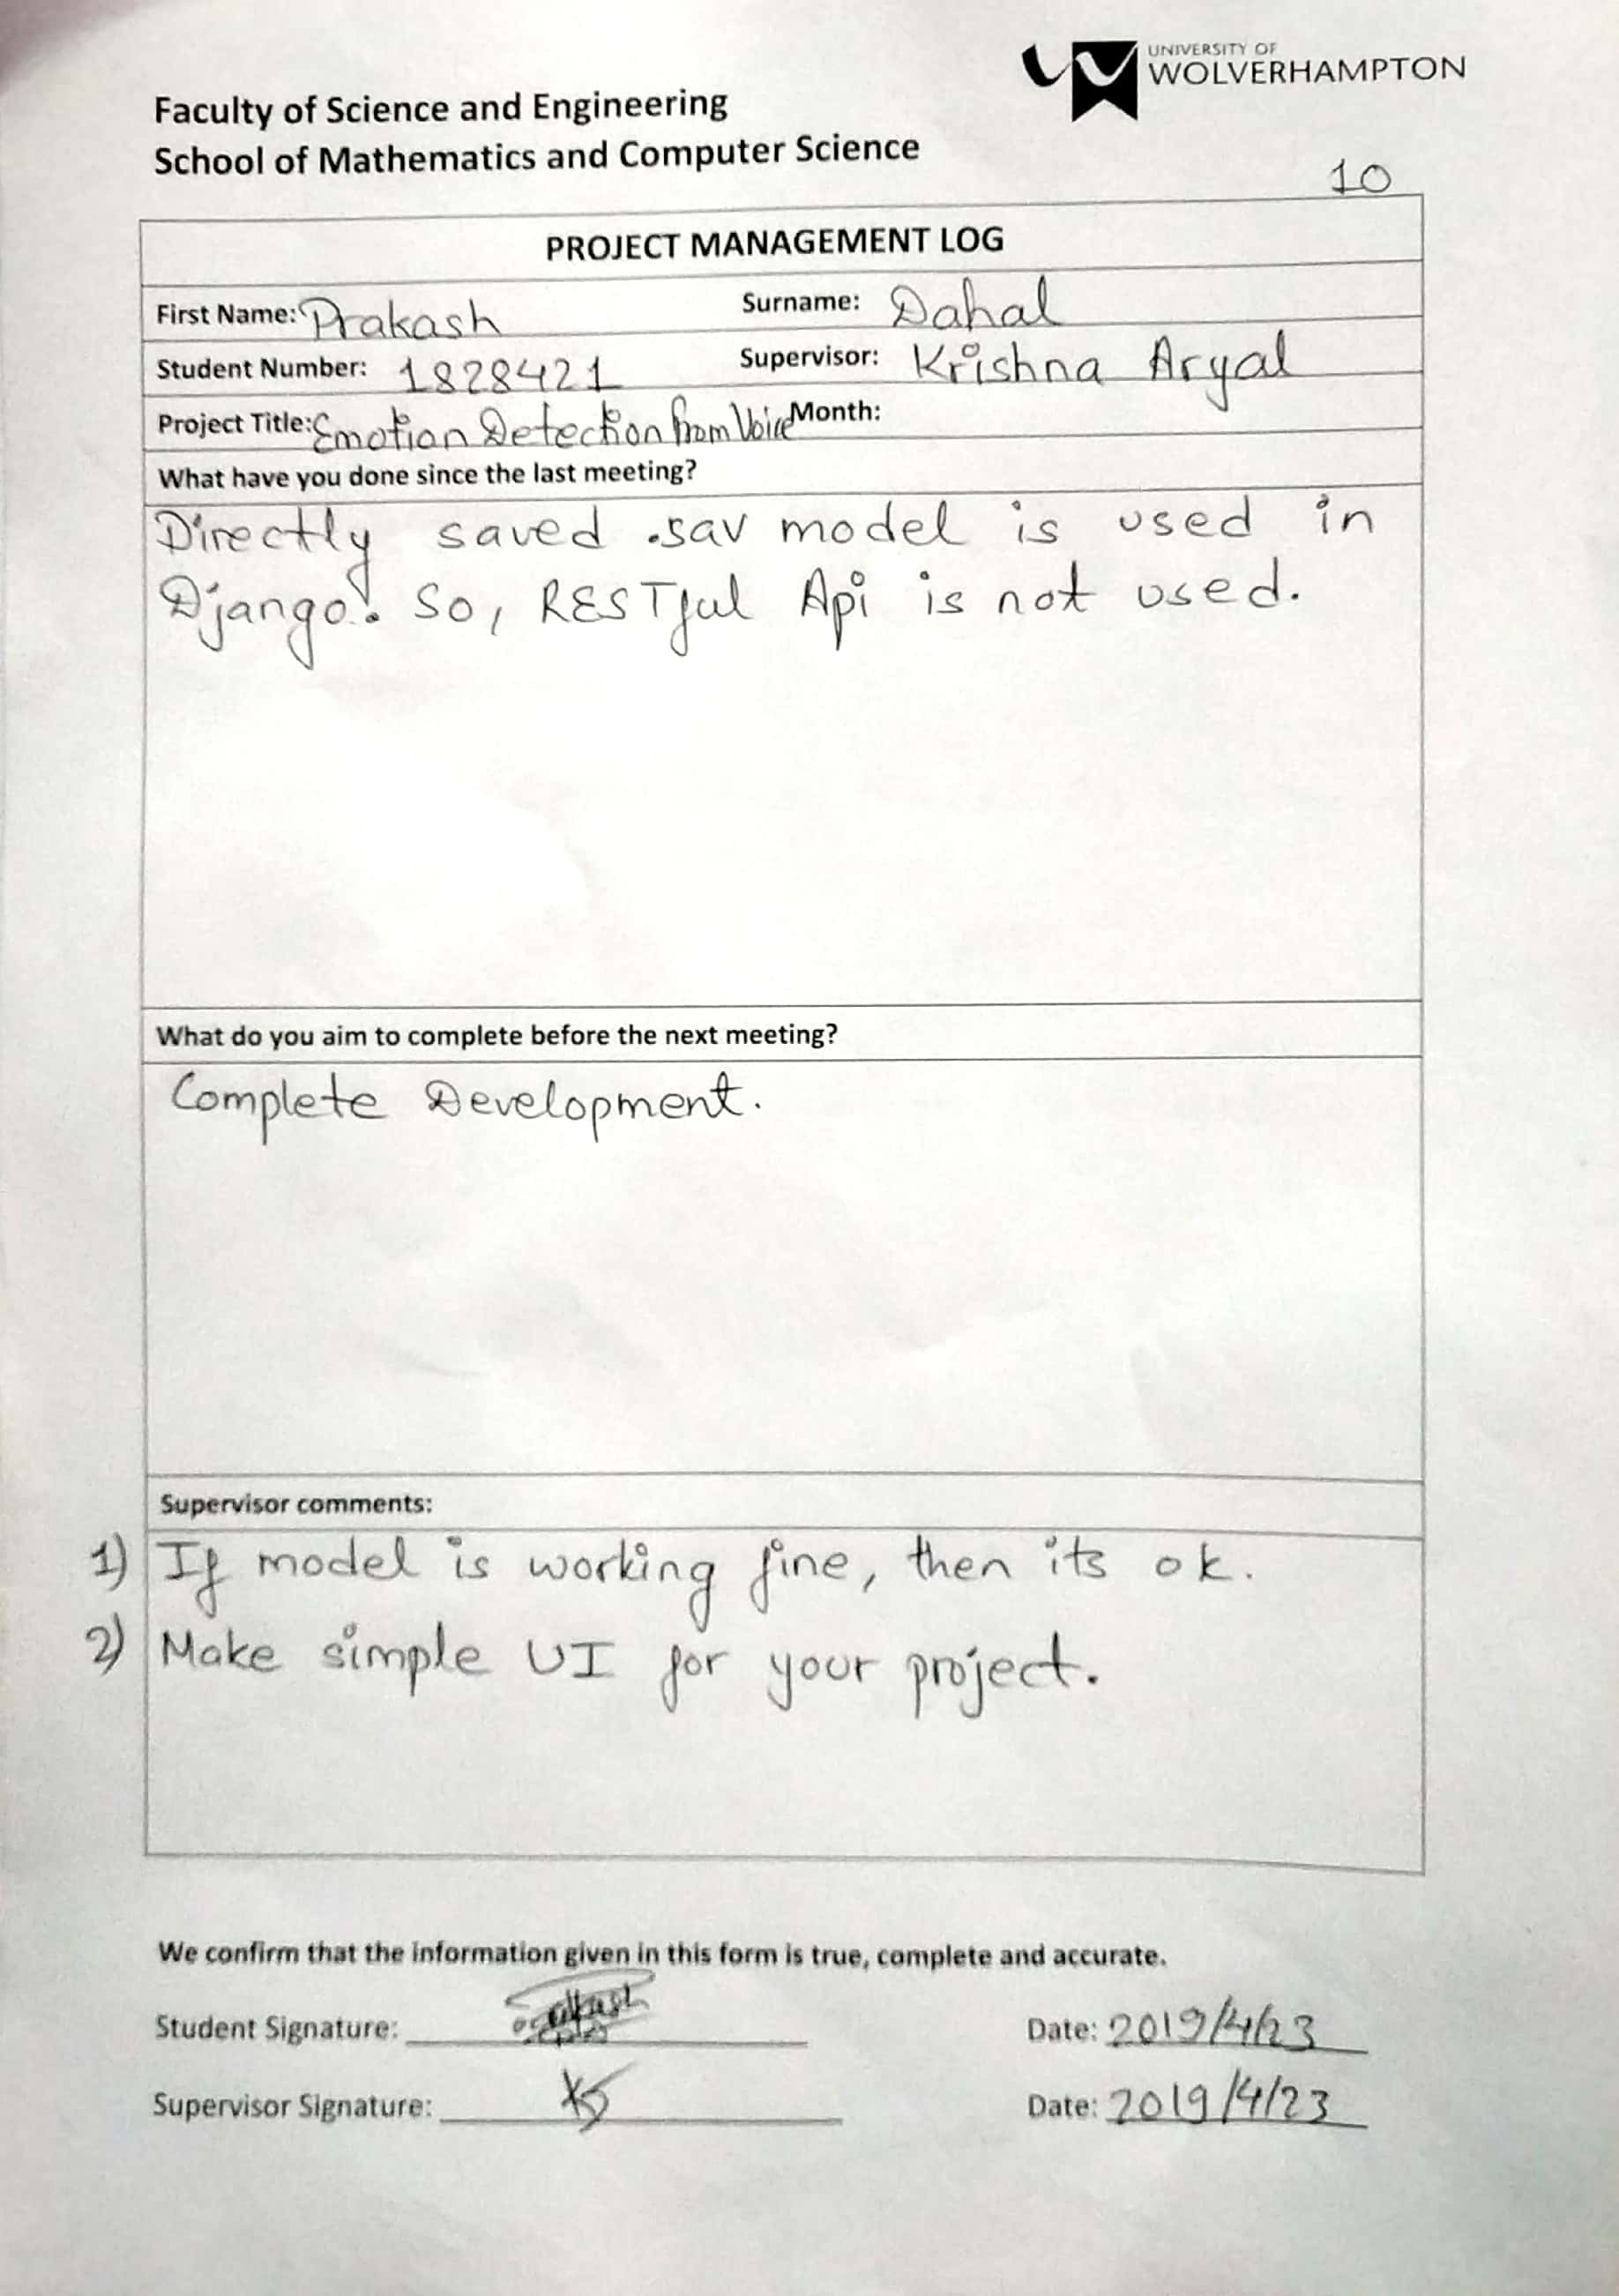 UNIVERSITY OF
WOLVERHAMPTON
Faculty of Science and Engineering
School of Mathematics and Computer Science
10
PROJECT MANAGEMENT LOG
First Name: Prakash Surname: Dahal
Student Number: 1828421 Supervisor: Krishna Aryal
Project Title: Emotion Detection from Voice Month:
What have you done since the last meeting?
Directly saved .sav model is used in
Django. So, RESTful Api is not used.
What do you aim to complete before the next meeting?
Complete Development.
Supervisor comments:
1) If model is working fine, then its ok.
2) Make simple UI for your project.
We confirm that the information given in this form is true, complete and accurate.
Student Signature: Date: 2019/4/23
Supervisor Signature: Date: 2019/4/23